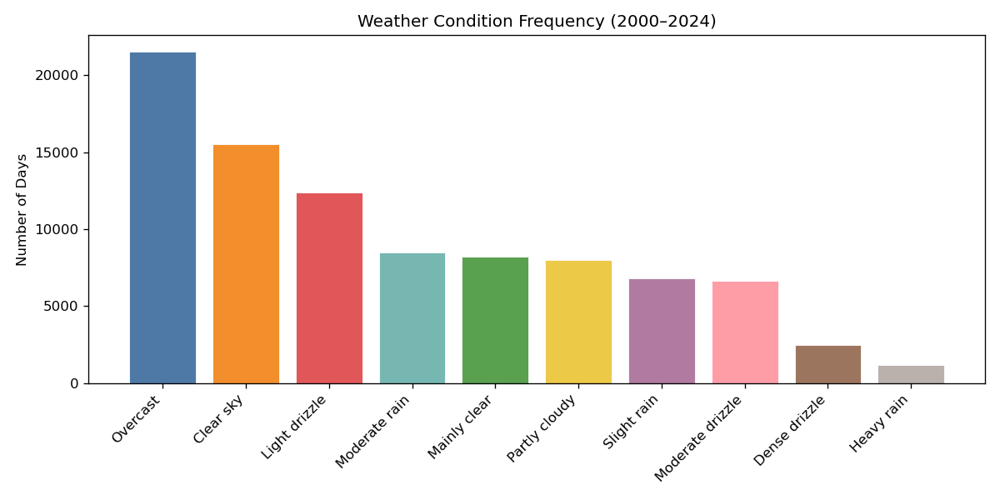 Weather Condition Frequency (2000–2024)
Number of Days
20000
15000
10000
5000
0
Overcast
Clear sky
Light drizzle
Moderate rain
Mainly clear
Partly cloudy
Slight rain
Moderate drizzle
Dense drizzle
Heavy rain